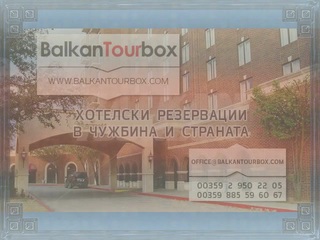 BalkanTourbox
WWW.BALKANTOURBOX.COM
ХОТЕЛСКИ РЕЗЕРВАЦИИ
В ЧУЖБИНА И СТРАНАТА
OFFICE@BALKANTOURBOX.COM
00359 2 950 22 05
00359 885 59 60 67